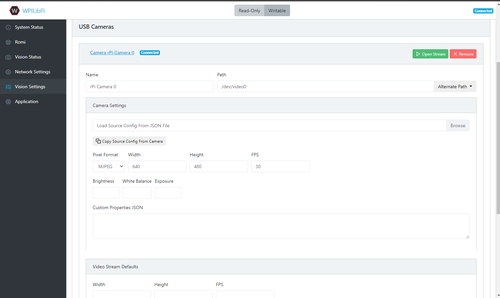 WPILibPi
Read-Only Writable
Connected
System Status
Romi
Vision Status
Network Settings
Vision Settings
Application
USB Cameras
Camera rPi Camera 0 Connected
Open Stream Remove
Name Path
rPi Camera 0 /dev/video0 Alternate Path
Camera Settings
Load Source Config From JSON File Browse
Copy Source Config From Camera
Pixel Format Width Height FPS
MJPEG 640 480 30
Brightness White Balance Exposure
Custom Properties JSON
Video Stream Defaults
Width Height FPS